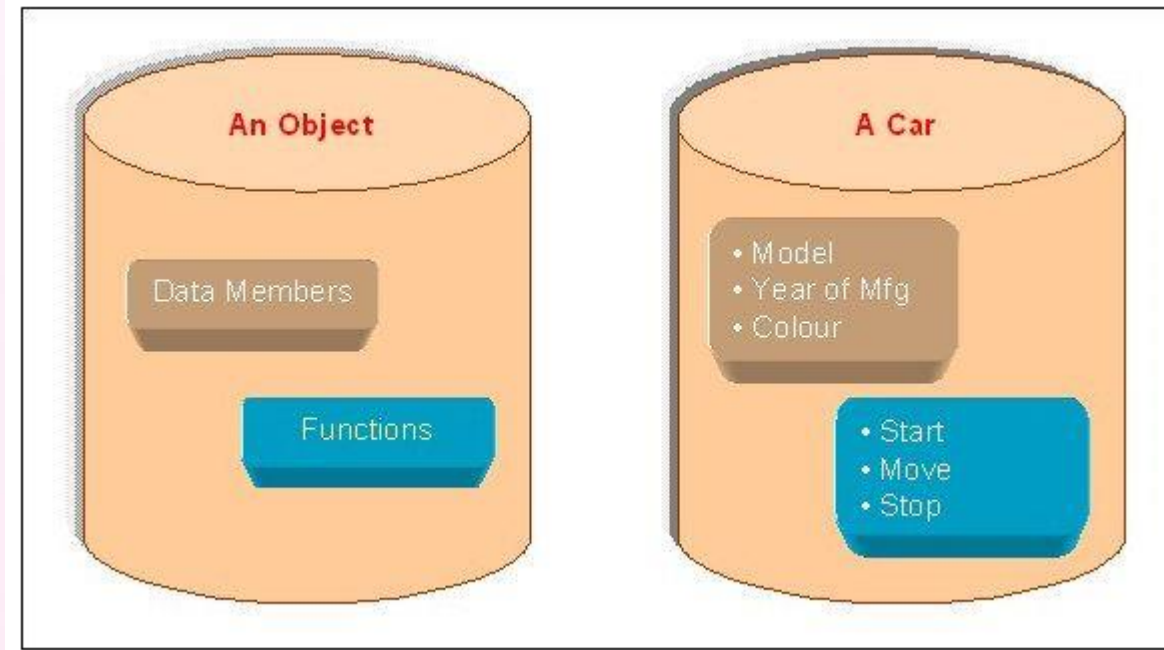 An Object
Data Members
Functions
A Car
• Model
• Year of Mfg
• Colour
• Start
• Move
• Stop